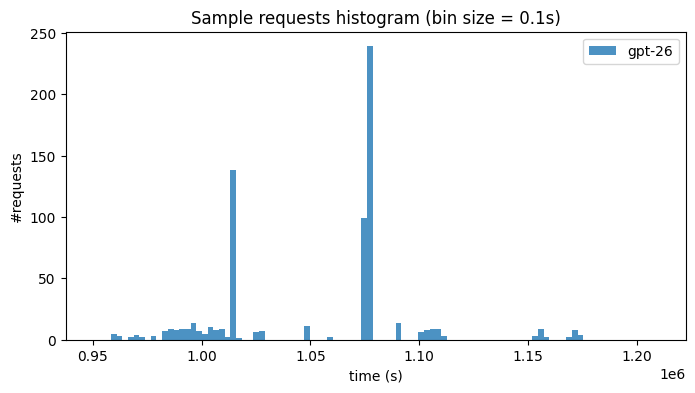 Sample requests histogram (bin size = 0.1s)
gpt-26
#requests
250
200
150
100
50
0
0.95 1.00 1.05 1.10 1.15 1.20
1e6
time (s)